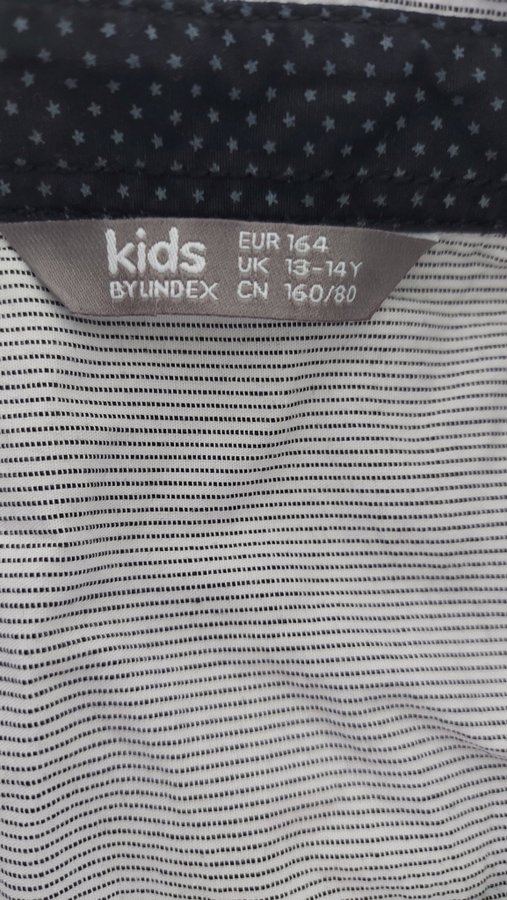 kids
BY LINDEX
EUR 164
UK 13-14Y
CN 160/80